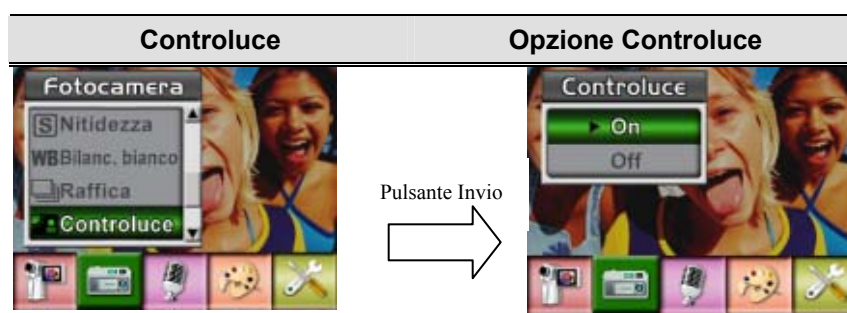 Controluce
Opzione Controluce
Fotocamera
S Nitidezza
WB Bilanc. bianco
Raffica
Controluce
Pulsante Invio
Controluce
On
Off